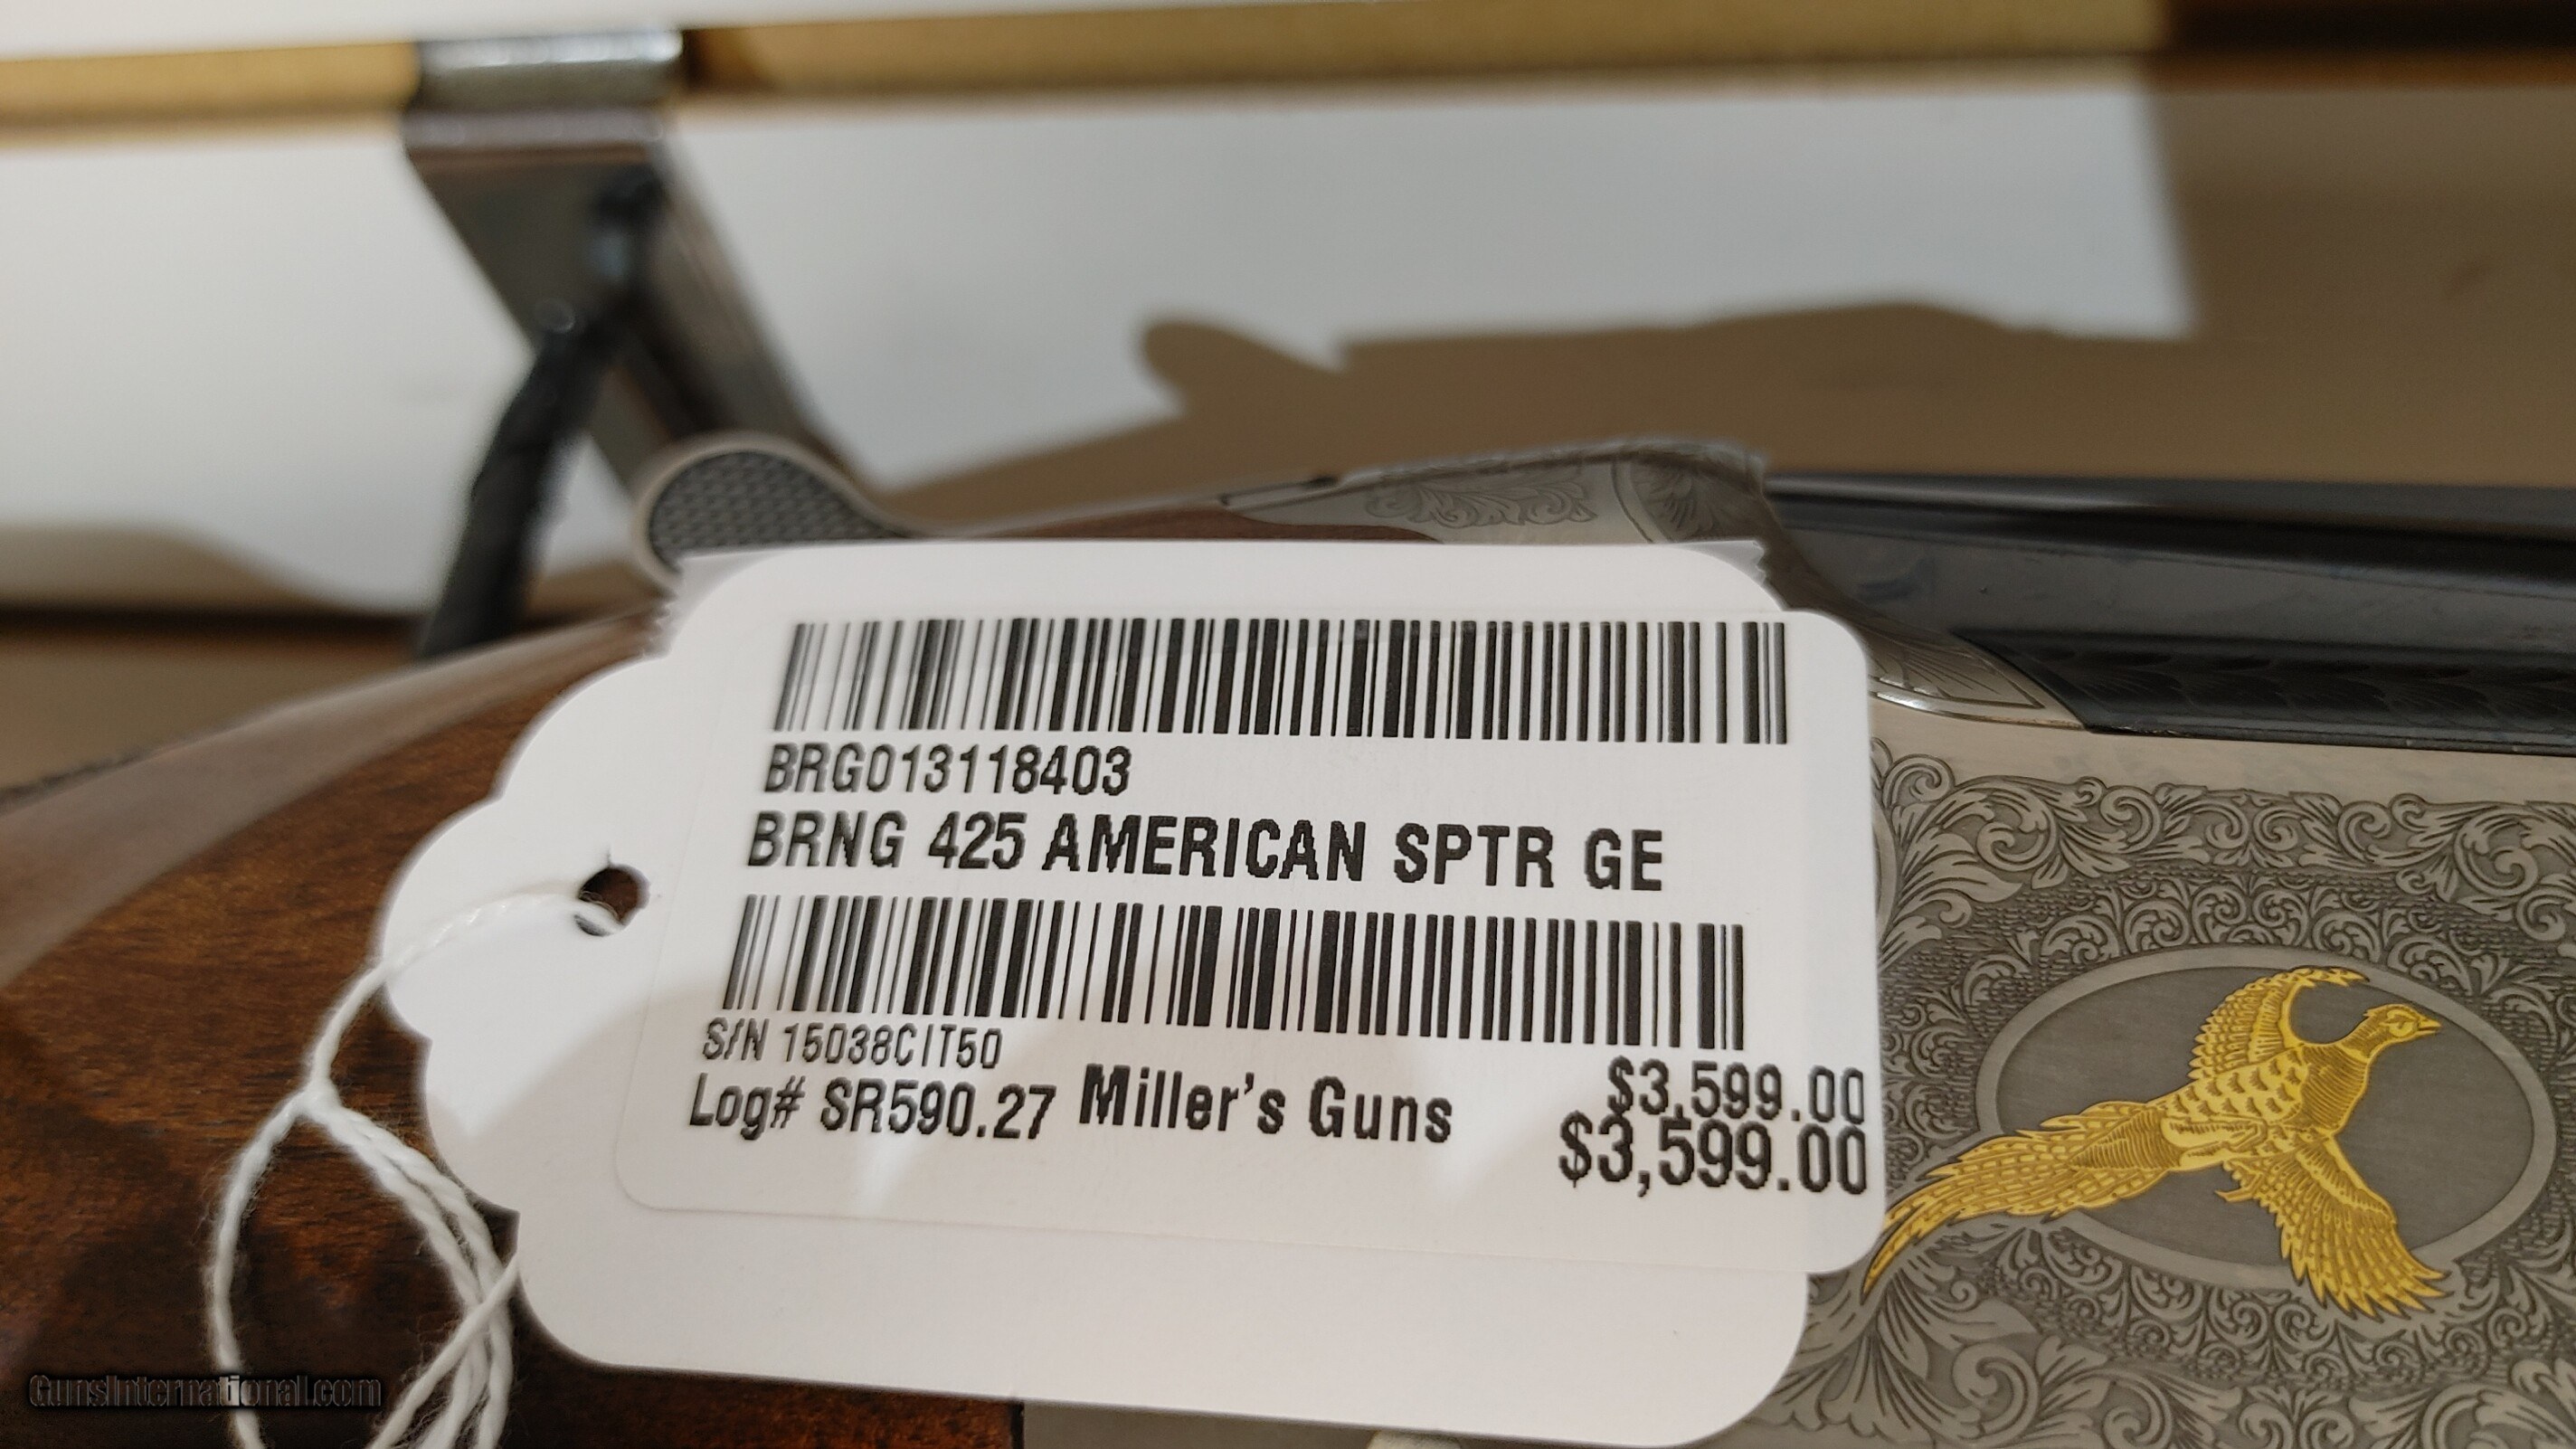 BRG013118403
BRNG 425 AMERICAN SPTR GE
S/N 15038CIT50
Log# SR590.27 Miller's Guns
$3,599.00
$3,599.00
GunsInternational.com